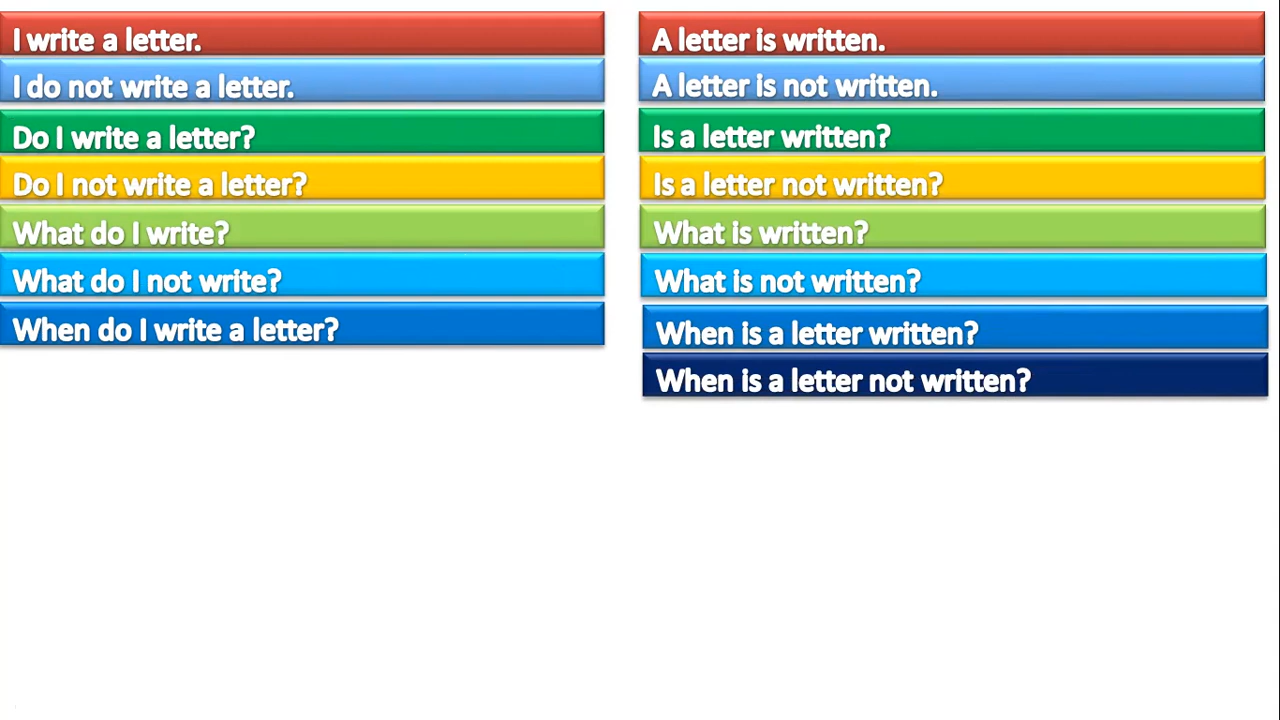 I write a letter.
I do not write a letter.
Do I write a letter?
Do I not write a letter?
What do I write?
What do I not write?
When do I write a letter?
A letter is written.
A letter is not written.
Is a letter written?
Is a letter not written?
What is written?
What is not written?
When is a letter written?
When is a letter not written?